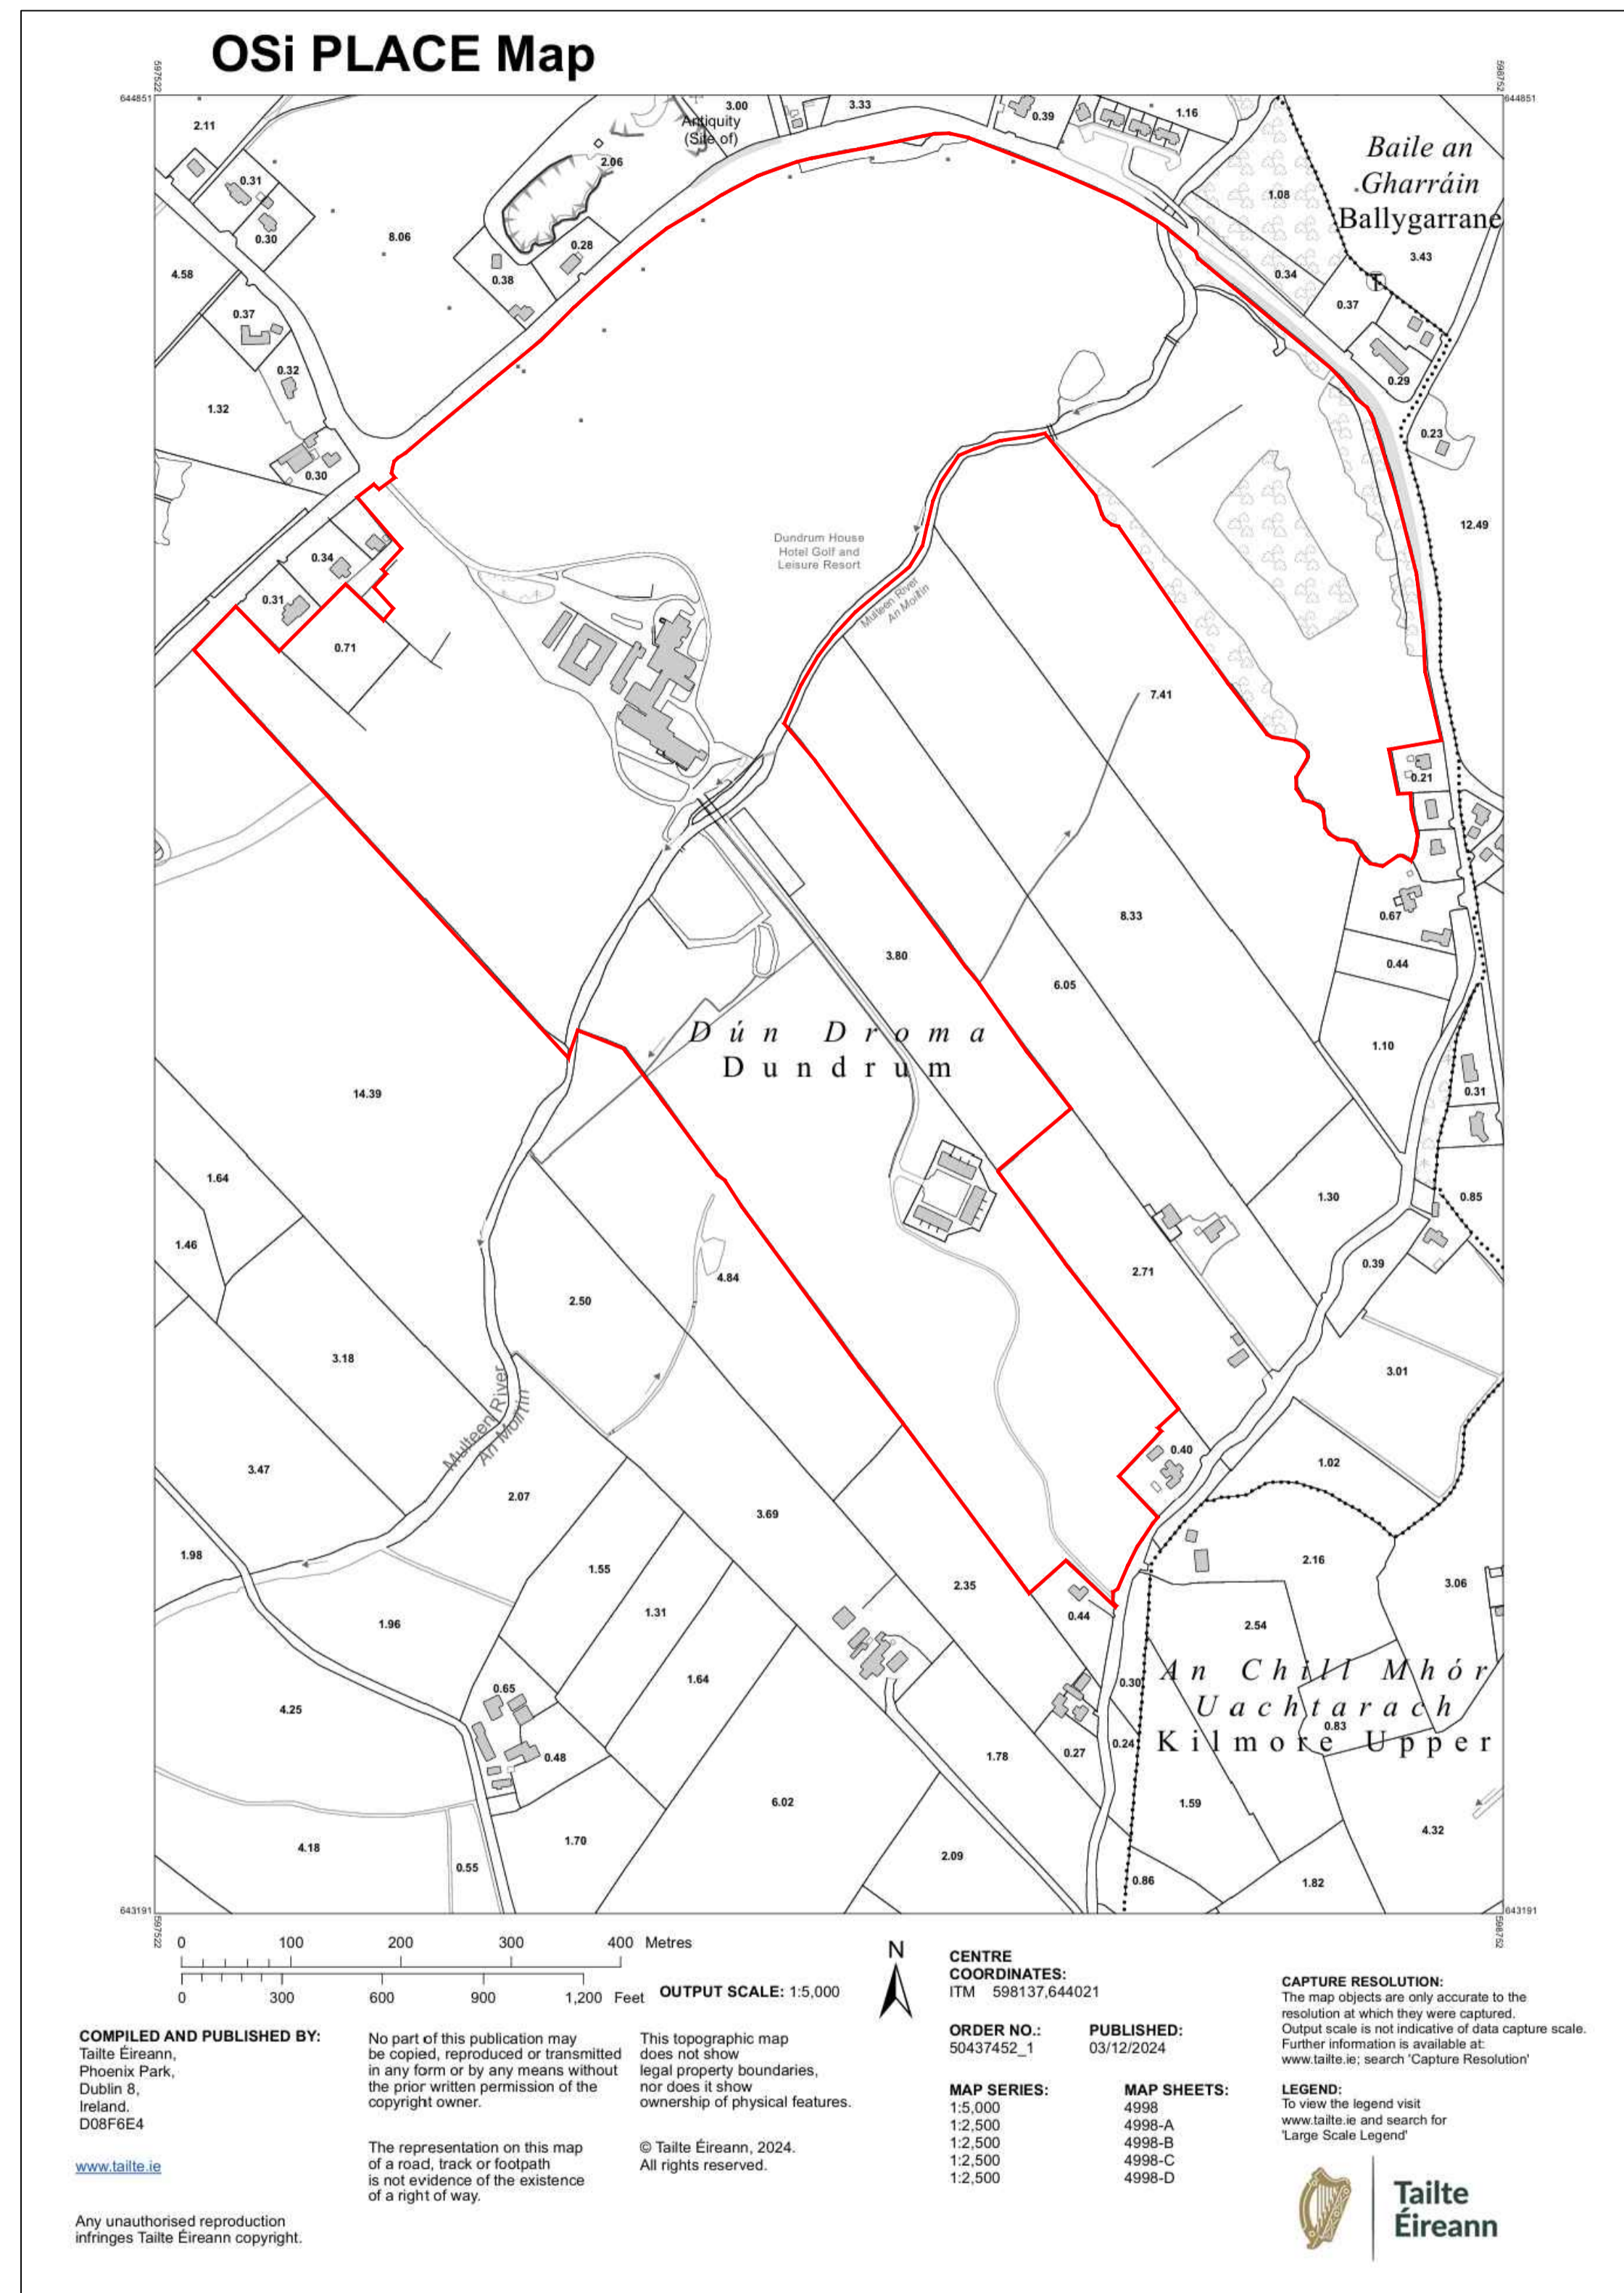 OSi PLACE Map
597522
598752
644851
644851
2.11
3.00
3.33
0.39
1.16
Antiquity
(Site of)
2.06
Baile an
Gharráin
Ballygarrane
3.43
0.31
0.30
8.06
0.28
0.38
1.08
0.34
0.37
T
4.58
0.37
0.32
1.32
0.30
0.29
0.23
12.49
0.34
0.31
0.71
Dundrum House
Hotel Golf and
Leisure Resort
Multeen River
An Moiltín
7.41
0.21
8.33
0.67
0.44
3.80
6.05
1.10
Dún Droma
Dundrum
0.31
14.39
1.64
1.46
1.30
0.85
0.39
2.71
4.84
2.50
3.18
3.01
Multeen River
An Moiltín
0.40
1.02
3.47
2.07
3.69
1.98
1.55
2.35
2.16
3.06
1.96
1.31
0.44
2.54
0.30
An Chill Mhór
Uachtarach
Kilmore Upper
0.83
0.65
1.64
4.25
0.48
1.78
0.27
0.24
6.02
1.59
4.32
4.18
1.70
0.55
2.09
0.86
1.82
643191
643191
597522
598752
0 100 200 300 400 Metres
0 300 600 900 1,200 Feet
OUTPUT SCALE: 1:5,000
N
CENTRE
COORDINATES:
ITM 598137,644021
ORDER NO.:
50437452_1
PUBLISHED:
03/12/2024
MAP SERIES:
1:5,000
1:2,500
1:2,500
1:2,500
1:2,500
MAP SHEETS:
4998
4998-A
4998-B
4998-C
4998-D
CAPTURE RESOLUTION:
The map objects are only accurate to the
resolution at which they were captured.
Output scale is not indicative of data capture scale.
Further information is available at:
www.tailte.ie; search 'Capture Resolution'
LEGEND:
To view the legend visit
www.tailte.ie and search for
'Large Scale Legend'
COMPILED AND PUBLISHED BY:
Tailte Éireann,
Phoenix Park,
Dublin 8,
Ireland.
D08F6E4
www.tailte.ie
Any unauthorised reproduction
infringes Tailte Éireann copyright.
No part of this publication may
be copied, reproduced or transmitted
in any form or by any means without
the prior written permission of the
copyright owner.
The representation on this map
of a road, track or footpath
is not evidence of the existence
of a right of way.
This topographic map
does not show
legal property boundaries,
nor does it show
ownership of physical features.
© Tailte Éireann, 2024.
All rights reserved.
Tailte
Éireann